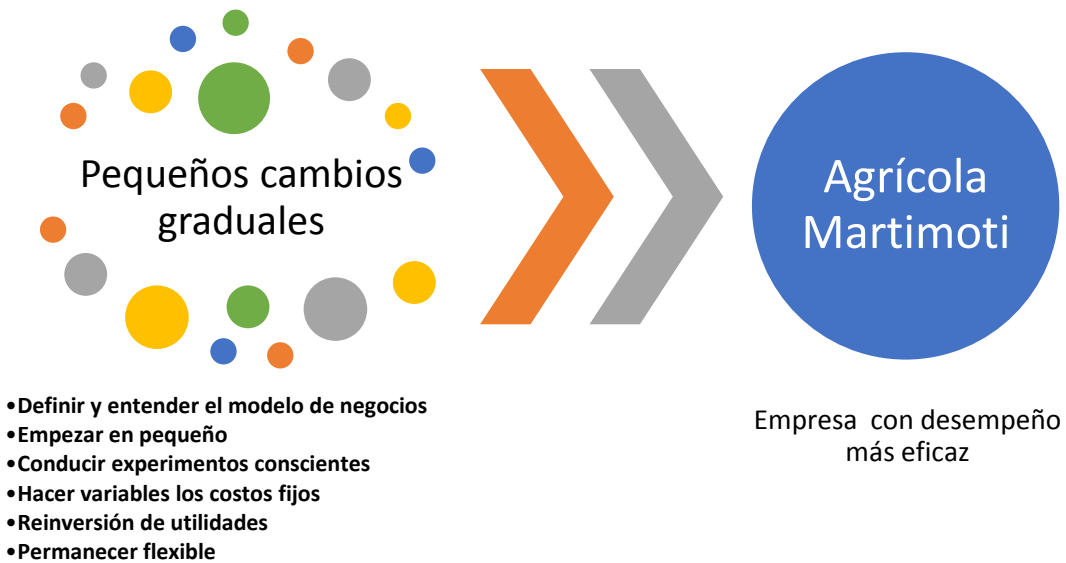 Pequeños cambios
graduales
Agrícola
Martimoti
•Definir y entender el modelo de negocios
•Empezar en pequeño
•Conducir experimentos conscientes
•Hacer variables los costos fijos
•Reinversión de utilidades
•Permanecer flexible
Empresa con desempeño
más eficaz